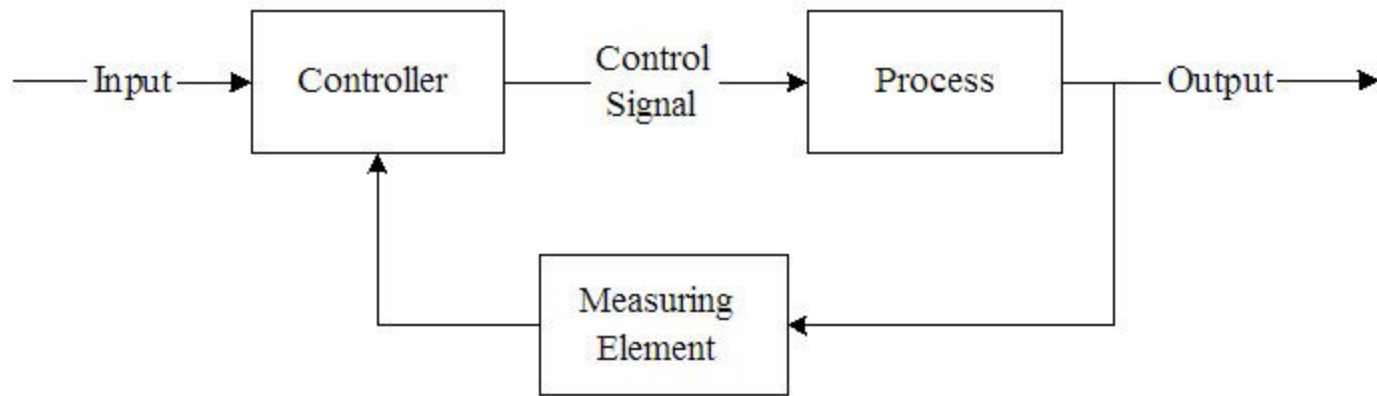 Input
Controller
Control
Signal
Process
Output
Measuring
Element